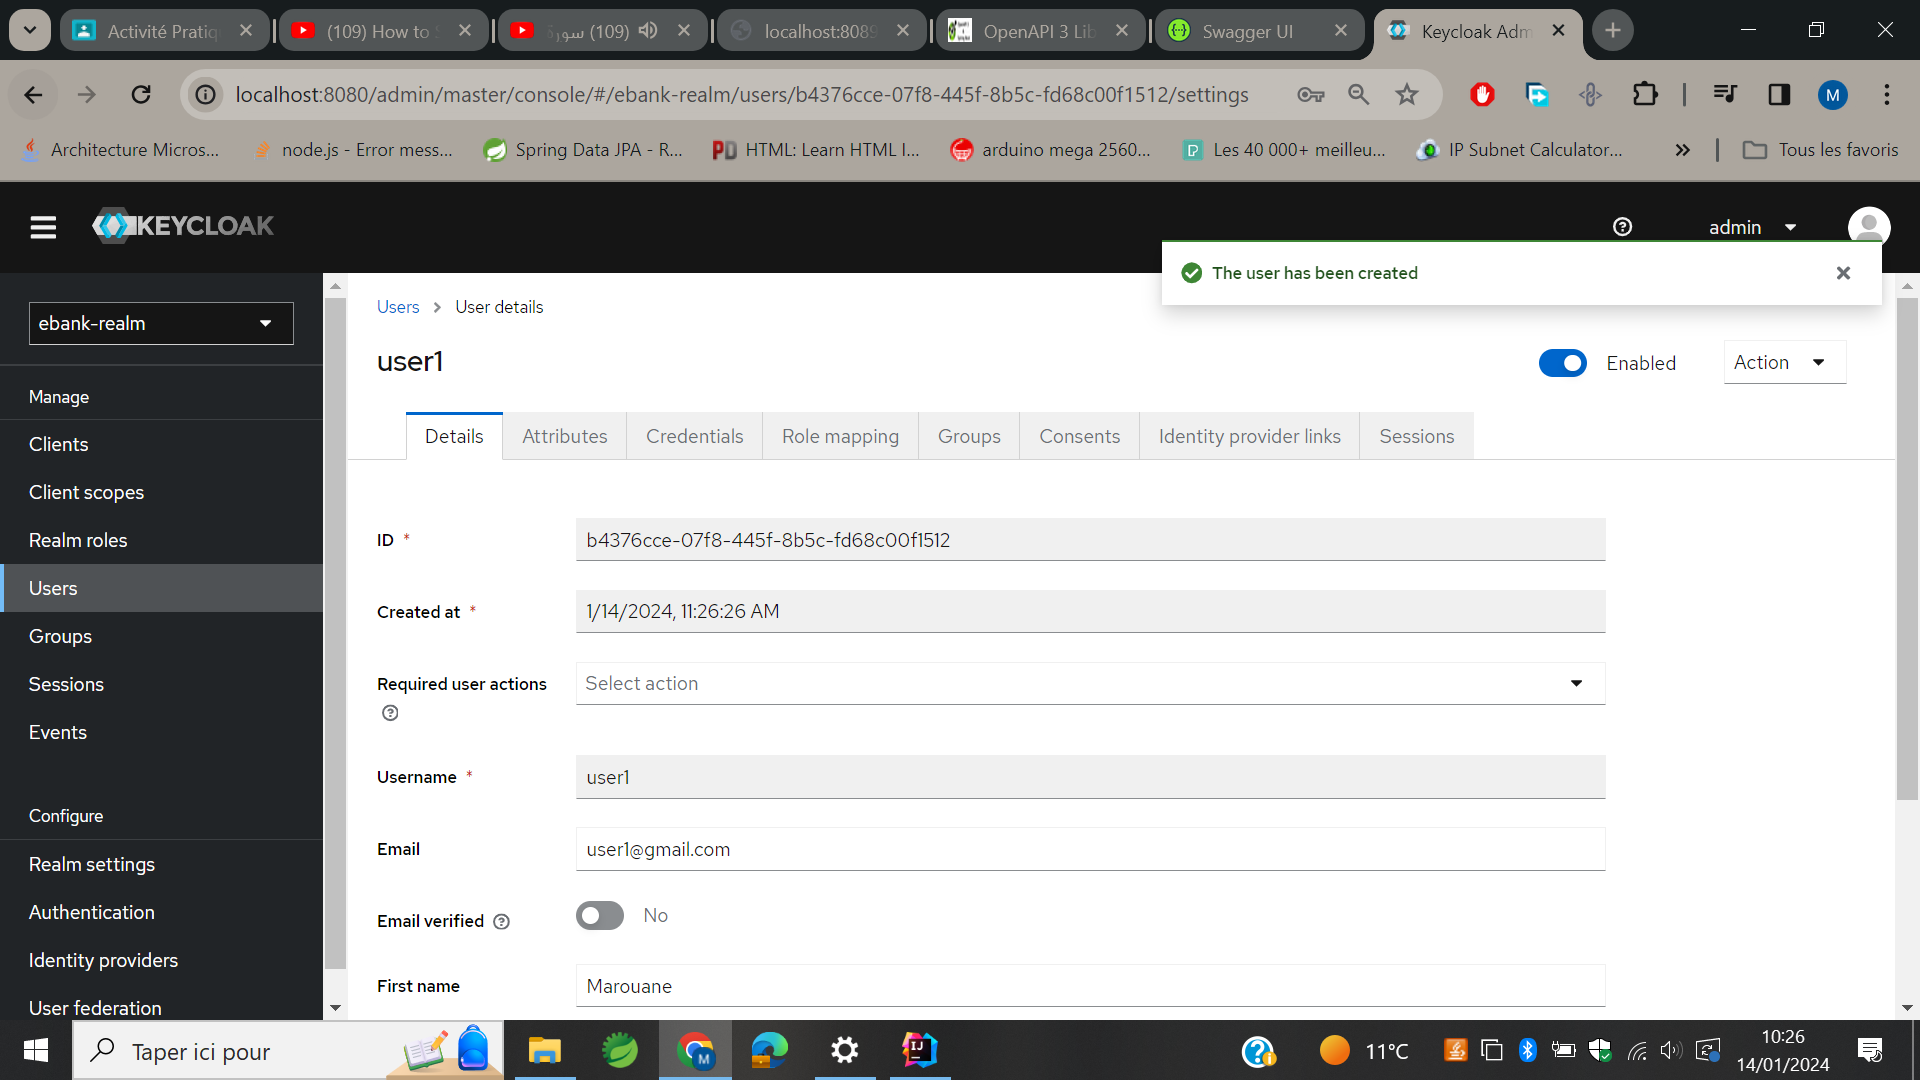 Activité Pratiq
(109) How to S
(109) سورة
localhost:8089
OpenAPI 3 Lib
Swagger UI
Keycloak Adm
localhost:8080/admin/master/console/#/ebank-realm/users/b4376cce-07f8-445f-8b5c-fd68c00f1512/settings
M
Architecture Micros...
node.js - Error mess...
Spring Data JPA - R...
HTML: Learn HTML I...
arduino mega 2560...
Les 40 000+ meilleu...
IP Subnet Calculator...
Tous les favoris
KEYCLOAK
admin
The user has been created
ebank-realm
Manage
Clients
Client scopes
Realm roles
Users
Groups
Sessions
Events
Configure
Realm settings
Authentication
Identity providers
User federation
Users > User details
user1
Enabled
Action
Details
Attributes
Credentials
Role mapping
Groups
Consents
Identity provider links
Sessions
ID *
b4376cce-07f8-445f-8b5c-fd68c00f1512
Created at *
1/14/2024, 11:26:26 AM
Required user actions
Select action
Username *
user1
Email
user1@gmail.com
Email verified
No
First name
Marouane
Taper ici pour
11°C
10:26
14/01/2024